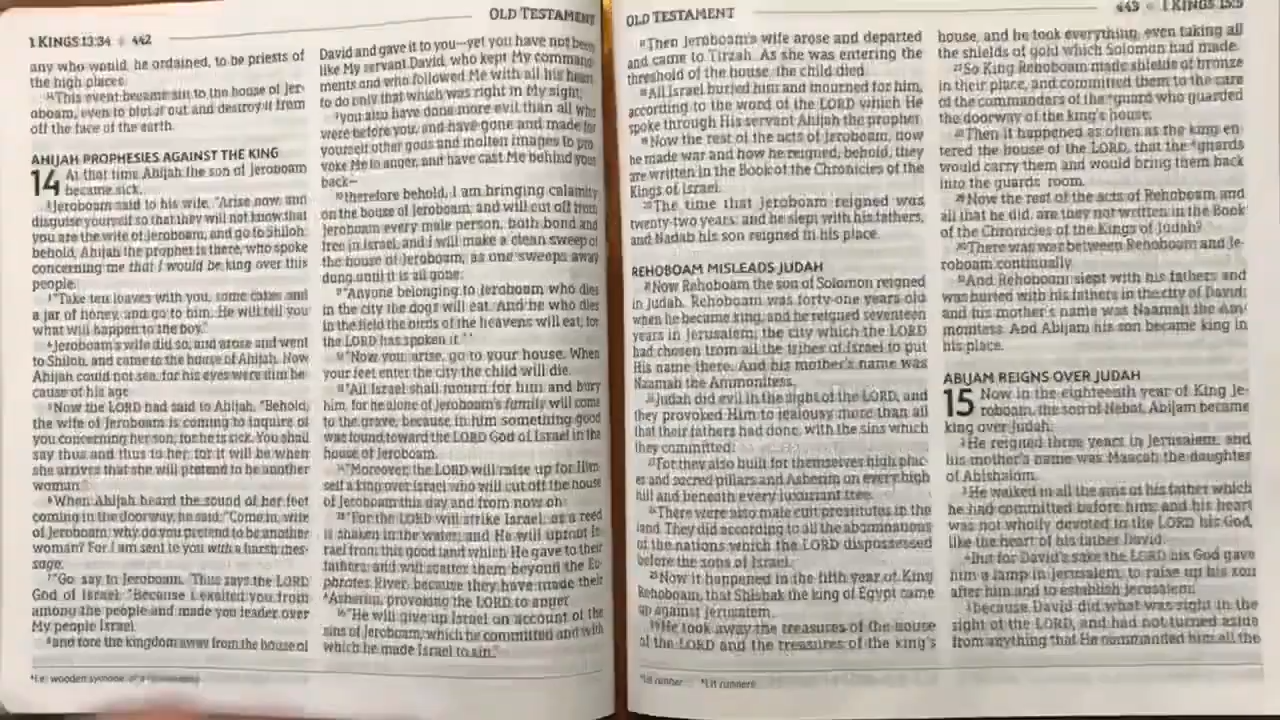 1 KINGS 13:34 442
OLD TESTAMENT
any who would, he ordained, to be priests of
the high places.
34This event became sin to the house of Jer-
oboam, even to blot it out and destroy it from
off the face of the earth.
AHIJAH PROPHESIES AGAINST THE KING
14 At that time Abijah the son of Jeroboam
became sick.
2Jeroboam said to his wife, "Arise now, and
disguise yourself so that they will not know that
you are the wife of Jeroboam, and go to Shiloh;
behold, Ahijah the prophet is there, who spoke
concerning me that I would be king over this
people.
3"Take ten loaves with you, some cakes and
a jar of honey, and go to him. He will tell you
what will happen to the boy."
4Jeroboam's wife did so, and arose and went
to Shiloh, and came to the house of Ahijah. Now
Ahijah could not see, for his eyes were dim be-
cause of his age.
5Now the LORD had said to Ahijah, "Behold,
the wife of Jeroboam is coming to inquire of
you concerning her son, for he is sick. You shall
say thus and thus to her, for it will be when
she arrives that she will pretend to be another
woman."
6When Ahijah heard the sound of her feet
coming in the doorway, he said, "Come in, wife
of Jeroboam, why do you pretend to be another
woman? For I am sent to you with a harsh mes-
sage.
7"Go, say to Jeroboam, 'Thus says the LORD
God of Israel, "Because I exalted you from
among the people and made you leader over
My people Israel,
8and tore the kingdom away from the house of
*I.e. wooden
David and gave it to you—yet you have not been
like My servant David, who kept My command-
ments and who followed Me with all his heart,
to do only that which was right in My sight;
9you also have done more evil than all who
were before you, and have gone and made for
yourself other gods and molten images to pro-
voke Me to anger, and have cast Me behind your
back—
10therefore behold, I am bringing calamity
on the house of Jeroboam, and will cut off from
Jeroboam every male person, both bond and
free in Israel, and I will make a clean sweep of
the house of Jeroboam, as one sweeps away
dung until it is all gone.
11"Anyone belonging to Jeroboam who dies
in the city the dogs will eat. And he who dies
in the field the birds of the heavens will eat; for
the LORD has spoken it." '
12"Now you, arise, go to your house. When
your feet enter the city the child will die.
13"All Israel shall mourn for him and bury
him, for he alone of Jeroboam's family will come
to the grave, because in him something good
was found toward the LORD God of Israel in the
house of Jeroboam.
14"Moreover, the LORD will raise up for Him-
self a king over Israel who will cut off the house
of Jeroboam this day and from now on.
15"For the LORD will strike Israel, as a reed
is shaken in the water; and He will uproot Is-
rael from this good land which He gave to their
fathers, and will scatter them beyond the Eu-
phrates River, because they have made their
*Asherim, provoking the LORD to anger.
16"He will give up Israel on account of the
sins of Jeroboam, which he committed and with
which he made Israel to sin."
OLD TESTAMENT
443 1 KINGS 15:5
17Then Jeroboam's wife arose and departed
and came to Tirzah. As she was entering the
threshold of the house, the child died.
18All Israel buried him and mourned for him,
according to the word of the LORD which He
spoke through His servant Ahijah the prophet.
19Now the rest of the acts of Jeroboam, how
he made war and how he reigned, behold, they
are written in the Book of the Chronicles of the
Kings of Israel.
20The time that Jeroboam reigned was
twenty-two years; and he slept with his fathers,
and Nadab his son reigned in his place.
REHOBOAM MISLEADS JUDAH
21Now Rehoboam the son of Solomon reigned
in Judah. Rehoboam was forty-one years old
when he became king, and he reigned seventeen
years in Jerusalem, the city which the LORD
had chosen from all the tribes of Israel to put
His name there. And his mother's name was
Naamah the Ammonitess.
22Judah did evil in the sight of the LORD, and
they provoked Him to jealousy more than all
that their fathers had done, with the sins which
they committed.
23For they also built for themselves high plac-
es and sacred pillars and Asherim on every high
hill and beneath every luxuriant tree.
24There were also male cult prostitutes in the
land. They did according to all the abominations
of the nations which the LORD dispossessed
before the sons of Israel.
25Now it happened in the fifth year of King
Rehoboam, that Shishak the king of Egypt came
up against Jerusalem.
26He took away the treasures of the house
of the LORD and the treasures of the king's
*Lit runner *Lit runners
house, and he took everything, even taking all
the shields of gold which Solomon had made.
27So King Rehoboam made shields of bronze
in their place, and committed them to the care
of the commanders of the *guard who guarded
the doorway of the king's house.
28Then it happened as often as the king en-
tered the house of the LORD, that the *guards
would carry them and would bring them back
into the guards' room.
29Now the rest of the acts of Rehoboam and
all that he did, are they not written in the Book
of the Chronicles of the Kings of Judah?
30There was war between Rehoboam and Je-
roboam continually.
31And Rehoboam slept with his fathers and
was buried with his fathers in the city of David;
and his mother's name was Naamah the Am-
monitess. And Abijam his son became king in
his place.
ABIJAM REIGNS OVER JUDAH
15 Now in the eighteenth year of King Je-
roboam, the son of Nebat, Abijam became
king over Judah.
2He reigned three years in Jerusalem; and
his mother's name was Maacah the daughter
of Abishalom.
3He walked in all the sins of his father which
he had committed before him; and his heart
was not wholly devoted to the LORD his God,
like the heart of his father David.
4But for David's sake the LORD his God gave
him a lamp in Jerusalem, to raise up his son
after him and to establish Jerusalem;
5because David did what was right in the
sight of the LORD, and had not turned aside
from anything that He commanded him all the